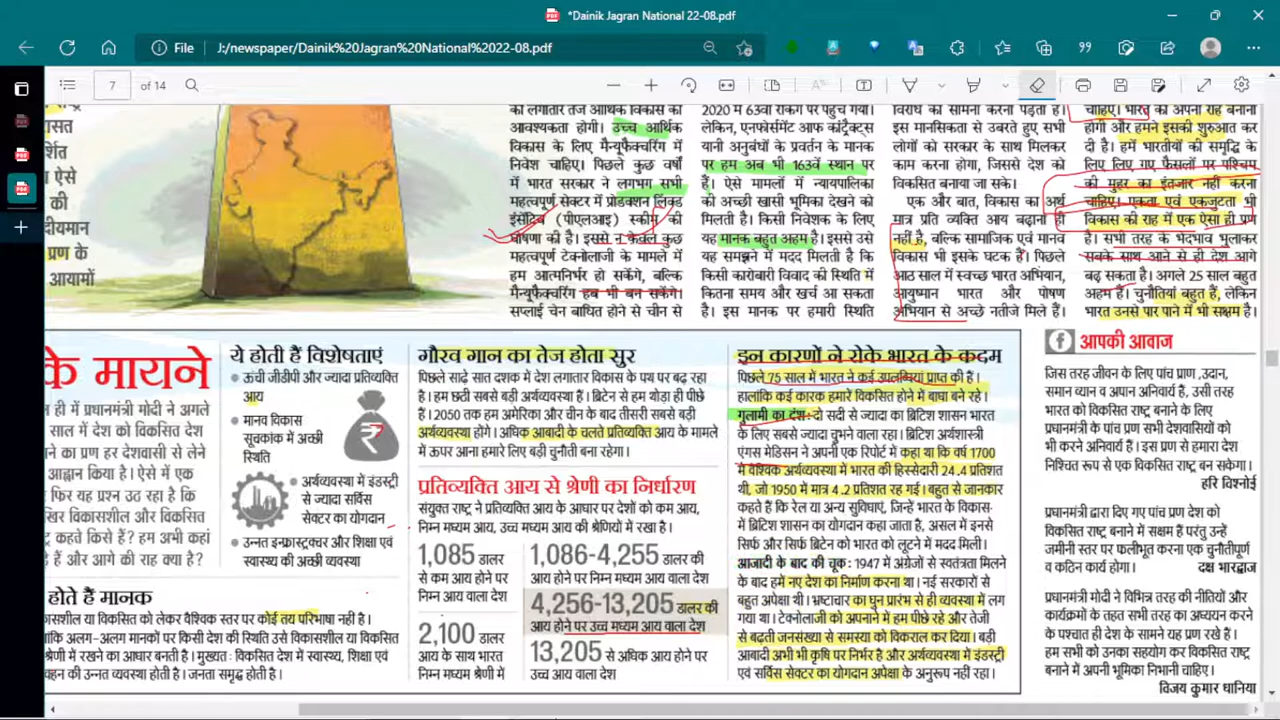 *Dainik Jagran National 22-08.pdf
File J:/newspaper/Dainik%20Jagran%20National%2022-08.pdf
7 of 14
ासत
र्शित
ऐसे
की
दीयमान
प्रण के
आयामों
को लगातार तेज आर्थिक विकास की
आवश्यकता होगी। उच्च आर्थिक
विकास के लिए मैन्यूफैक्चरिंग में
निवेश चाहिए। पिछले कुछ वर्षों
में भारत सरकार ने लगभग सभी
महत्वपूर्ण सेक्टर में प्रोडक्शन लिंक्ड
इंसेंटिव (पीएलआइ) स्कीम की
घोषणा की है। इससे न केवल कुछ
महत्वपूर्ण टेक्नोलाजी के मामले में
हम आत्मनिर्भर हो सकेंगे, बल्कि
मैन्यूफैक्चरिंग हब भी बन सकेंगे।
सप्लाई चेन बाधित होने से चीन से
2020 में 63वीं रैंकिंग पर पहुंच गया।
लेकिन, एनफोर्समेंट आफ कांट्रैक्ट्स
यानी अनुबंधों के प्रवर्तन के मानक
पर हम अब भी 163वें स्थान पर
हैं। ऐसे मामलों में न्यायपालिका
की अच्छी खासी भूमिका देखने को
मिलती है। किसी निवेशक के लिए
यह मानक बहुत अहम है। इससे उसे
यह समझने में मदद मिलती है कि
किसी कारोबारी विवाद की स्थिति में
कितना समय और खर्च आ सकता
है। इस मानक पर हमारी स्थिति
विरोध का सामना करना पड़ता है।
इस मानसिकता से उबरते हुए सभी
लोगों को सरकार के साथ मिलकर
काम करना होगा, जिससे देश को
विकसित बनाया जा सके।
एक और बात, विकास का अर्थ
मात्र प्रति व्यक्ति आय बढ़ाना ही
नहीं है, बल्कि सामाजिक एवं मानव
विकास भी इसके घटक हैं। पिछले
आठ साल में स्वच्छ भारत अभियान,
आयुष्मान भारत और पोषण
अभियान से अच्छे नतीजे मिले हैं।
चाहिए। भारत को अपनी राह बनानी
होगी और हमने इसकी शुरुआत कर
दी है। हमें भारतीयों की समृद्धि के
लिए लिए गए फैसलों पर पश्चिम
की मुहर का इंतजार नहीं करना
चाहिए। एकता एवं एकजुटता भी
विकास की राह में एक ऐसा ही प्रण
है। सभी तरह के भेदभाव भुलाकर
सबके साथ आने से ही देश आगे
बढ़ सकता है। अगले 25 साल बहुत
अहम हैं। चुनौतियां बहुत हैं, लेकिन
भारत उनसे पार पाने में भी सक्षम है।
के मायने
ही में प्रधानमंत्री मोदी ने अगले
साल में देश को विकसित देश
ने का प्रण हर देशवासी से लेने
आह्वान किया है। ऐसे में एक
फिर यह प्रश्न उठ रहा है कि
खिर विकासशील और विकसित
कहते किसे हैं? हम अभी कहां
हैं और आगे की राह क्या है?
ये होती हैं विशेषताएं
ऊंची जीडीपी और ज्यादा प्रतिव्यक्ति
आय
मानव विकास
सूचकांक में अच्छी
स्थिति
अर्थव्यवस्था में इंडस्ट्री
से ज्यादा सर्विस
सेक्टर का योगदान
उन्नत इन्फ्रास्ट्रक्चर और शिक्षा एवं
स्वास्थ्य की अच्छी व्यवस्था
होते हैं मानक
कासशील या विकसित को लेकर वैश्विक स्तर पर कोई तय परिभाषा नहीं है।
ांकि अलग-अलग मानकों पर किसी देश की स्थिति उसे विकासशील या विकसित
श्रेणी में रखने का आधार बनती है। मुख्यत: विकसित देश में स्वास्थ्य, शिक्षा एवं
वहन की उन्नत व्यवस्था होती है। जनता समृद्ध होती है।
गौरव गान का तेज होता सुर
पिछले साढ़े सात दशक में देश लगातार विकास के पथ पर बढ़ रहा
है। हम छठी सबसे बड़ी अर्थव्यवस्था हैं। ब्रिटेन से हम थोड़ा ही पीछे
हैं। 2050 तक हम अमेरिका और चीन के बाद तीसरी सबसे बड़ी
अर्थव्यवस्था होंगे। अधिक आबादी के चलते प्रतिव्यक्ति आय के मामले
में ऊपर आना हमारे लिए बड़ी चुनौती बना रहेगा।
प्रतिव्यक्ति आय से श्रेणी का निर्धारण
संयुक्त राष्ट्र ने प्रतिव्यक्ति आय के आधार पर देशों को कम आय,
निम्न मध्यम आय, उच्च मध्यम आय की श्रेणियों में रखा है।
1,085 डालर
से कम आय होने पर
निम्न आय वाला देश
1,086-4,255 डालर की
आय होने पर निम्न मध्यम आय वाला देश
4,256-13,205 डालर की
आय होने पर उच्च मध्यम आय वाला देश
2,100 डालर
आय के साथ भारत
निम्न मध्यम श्रेणी में
13,205 से अधिक आय होने पर
उच्च आय वाला देश
इन कारणों ने रोके भारत के कदम
पिछले 75 साल में भारत ने कई उपलब्धियां प्राप्त की हैं।
हालांकि कई कारक हमारे विकसित होने में बाधा बने रहे।
गुलामी का दंश: दो सदी से ज्यादा का ब्रिटिश शासन भारत
के लिए सबसे ज्यादा चुभने वाला रहा। ब्रिटिश अर्थशास्त्री
एंगस मेडिसन ने अपनी एक रिपोर्ट में कहा था कि वर्ष 1700
में वैश्विक अर्थव्यवस्था में भारत की हिस्सेदारी 24.4 प्रतिशत
थी, जो 1950 में मात्र 4.2 प्रतिशत रह गई। बहुत से जानकार
कहते हैं कि रेल या अन्य सुविधाएं, जिन्हें भारत के विकास
में ब्रिटिश शासन का योगदान कहा जाता है, असल में इनसे
सिर्फ और सिर्फ ब्रिटेन को भारत को लूटने में मदद मिली।
आजादी के बाद की चूक: 1947 में अंग्रेजों से स्वतंत्रता मिलने
के बाद हमें नए देश का निर्माण करना था। नई सरकारों से
बहुत अपेक्षा थी। भ्रष्टाचार का घुन प्रारंभ से ही व्यवस्था में लग
गया था। टेक्नोलाजी को अपनाने में हम पीछे रहे और तेजी
से बढ़ती जनसंख्या से समस्या को विकराल कर दिया। बड़ी
आबादी अभी भी कृषि पर निर्भर है और अर्थव्यवस्था में इंडस्ट्री
एवं सर्विस सेक्टर का योगदान अपेक्षा के अनुरूप नहीं रहा।
आपकी आवाज
जिस तरह जीवन के लिए पांच प्राण ,उदान,
समान व्यान व अपान अनिवार्य हैं, उसी तरह
भारत को विकसित राष्ट्र बनाने के लिए
प्रधानमंत्री के पांच प्राण सभी देशवासियों को
भी करने अनिवार्य हैं। इस प्रण से हमारा देश
निश्चित रूप से एक विकसित राष्ट्र बन सकेगा।
हरि विश्नोई
प्रधानमंत्री द्वारा दिए गए पांच प्रण देश को
विकसित राष्ट्र बनाने में सक्षम हैं परंतु उन्हें
जमीनी स्तर पर फलीभूत करना एक चुनौतीपूर्ण
व कठिन कार्य होगा। दक्ष भारद्वाज
प्रधानमंत्री मोदी ने विभिन्न तरह की नीतियों और
कार्यक्रमों के तहत सभी तरह का अध्ययन करने
के पश्चात ही देश के सामने यह प्रण रखे हैं।
हम सभी को उनका सहयोग कर विकसित राष्ट्र
बनाने में अपनी भूमिका निभानी चाहिए।
विजय कुमार धानिया